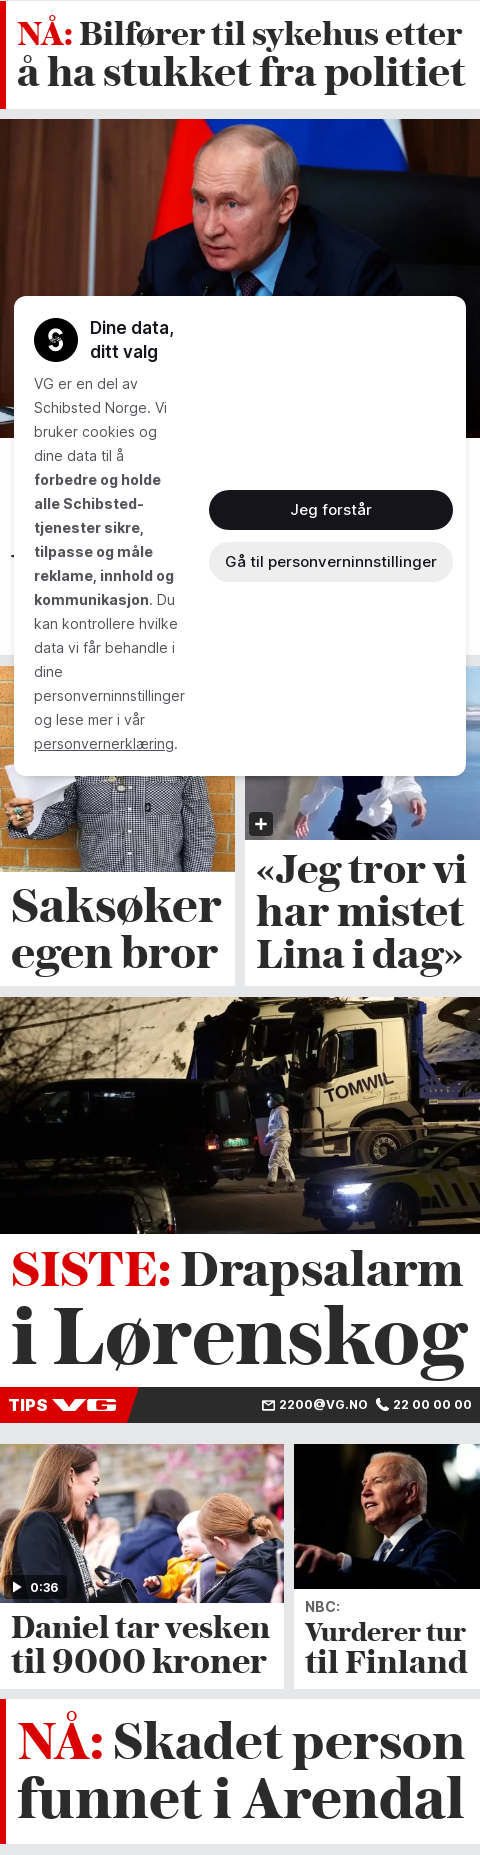 NÅ: Bilfører til sykehus etter
å ha stukket fra politiet
Dine data,
ditt valg
VG er en del av
Schibsted Norge. Vi
bruker cookies og
dine data til å
forbedre og holde
alle Schibsted-
tjenester sikre,
tilpasse og måle
reklame, innhold og
kommunikasjon. Du
kan kontrollere hvilke
data vi får behandle i
dine
personverninnstillinger
og lese mer i vår
personvernerklæring.
Jeg forstår
Gå til personverninnstillinger
Saksøker
egen bror
«Jeg tror vi
har mistet
Lina i dag»
TOMWIL
SISTE: Drapsalarm
i Lørenskog
TIPS VG 2200@VG.NO 22 00 00 00
0:36
Daniel tar vesken
til 9000 kroner
NBC:
Vurderer tur
til Finland
NÅ: Skadet person
funnet i Arendal